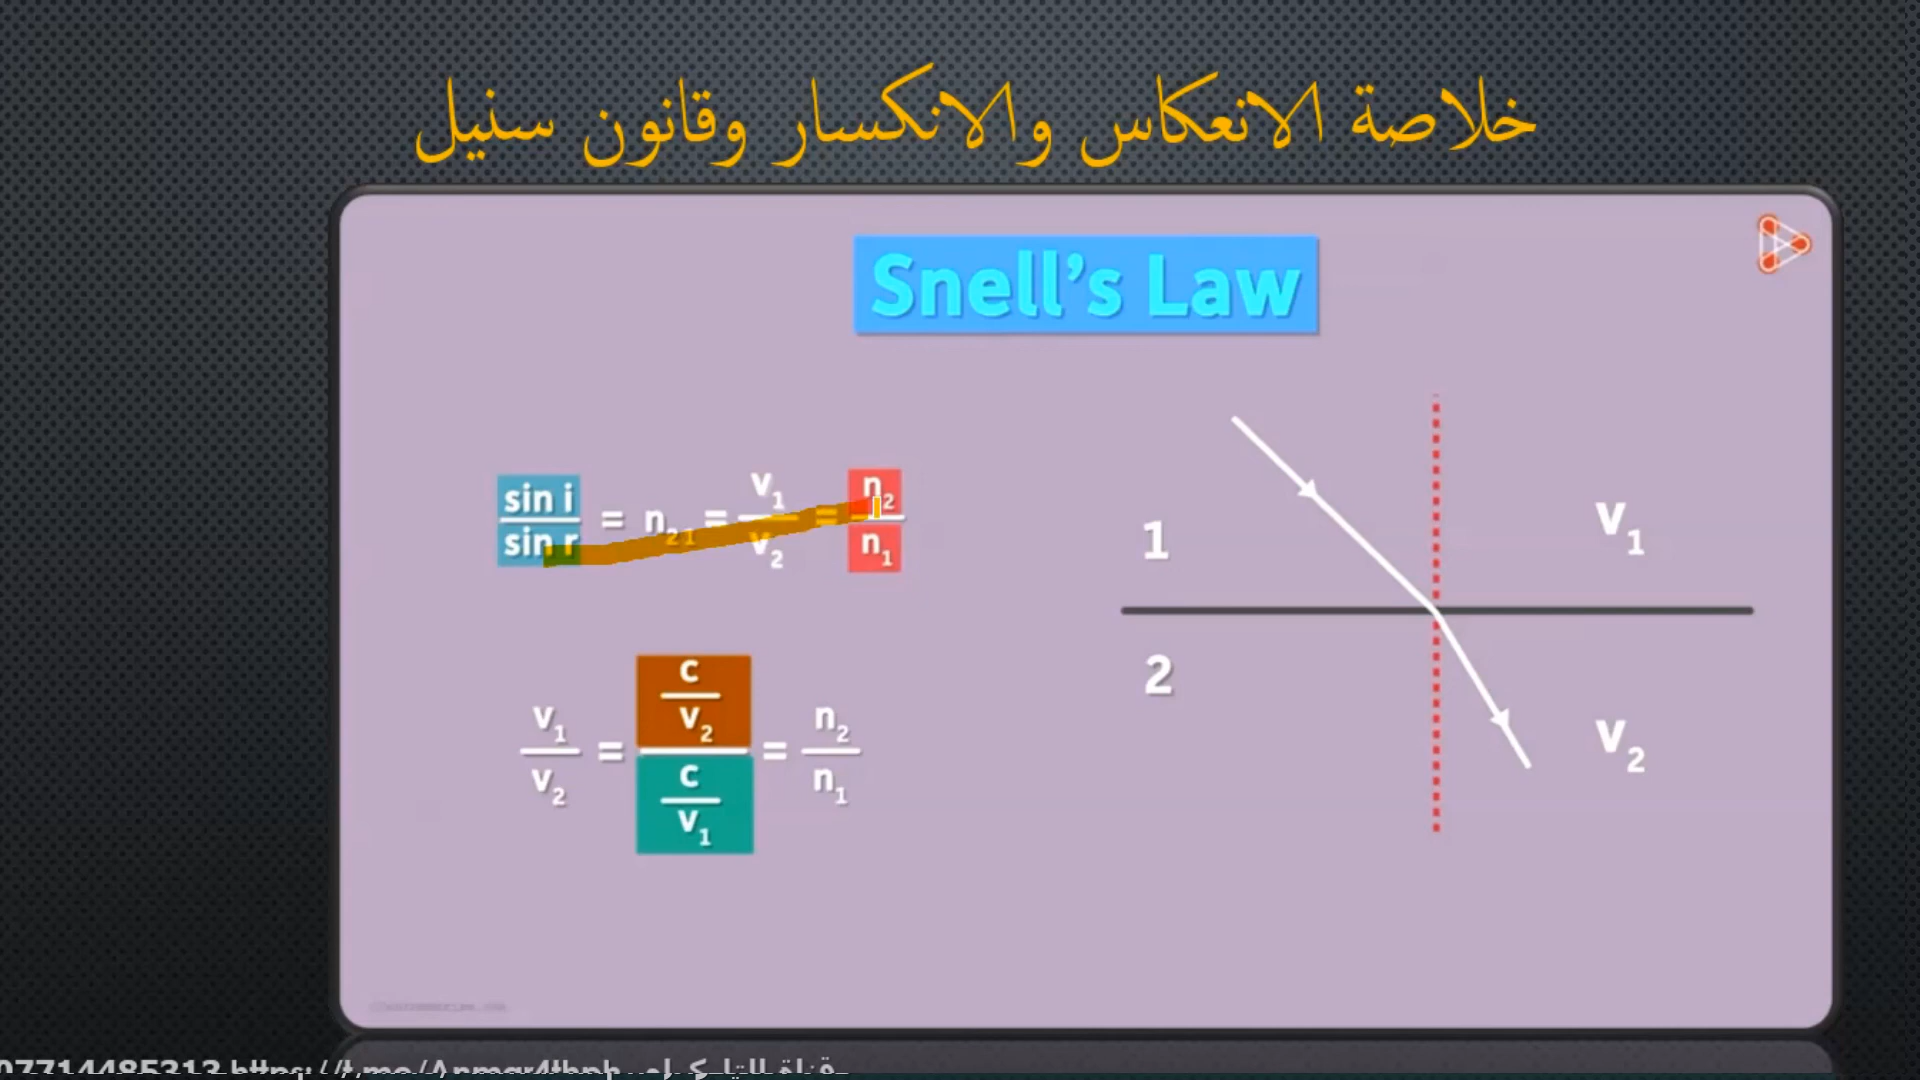 خلاصة الانعكاس والانكسار وقانون سنيل
Snell's Law
sin i / sin r = n₂₁ = v₁ / v₂ = n₂ / n₁
1
v₁
2
v₂
v₁ / v₂ = (c / v₂) / (c / v₁) = n₂ / n₁